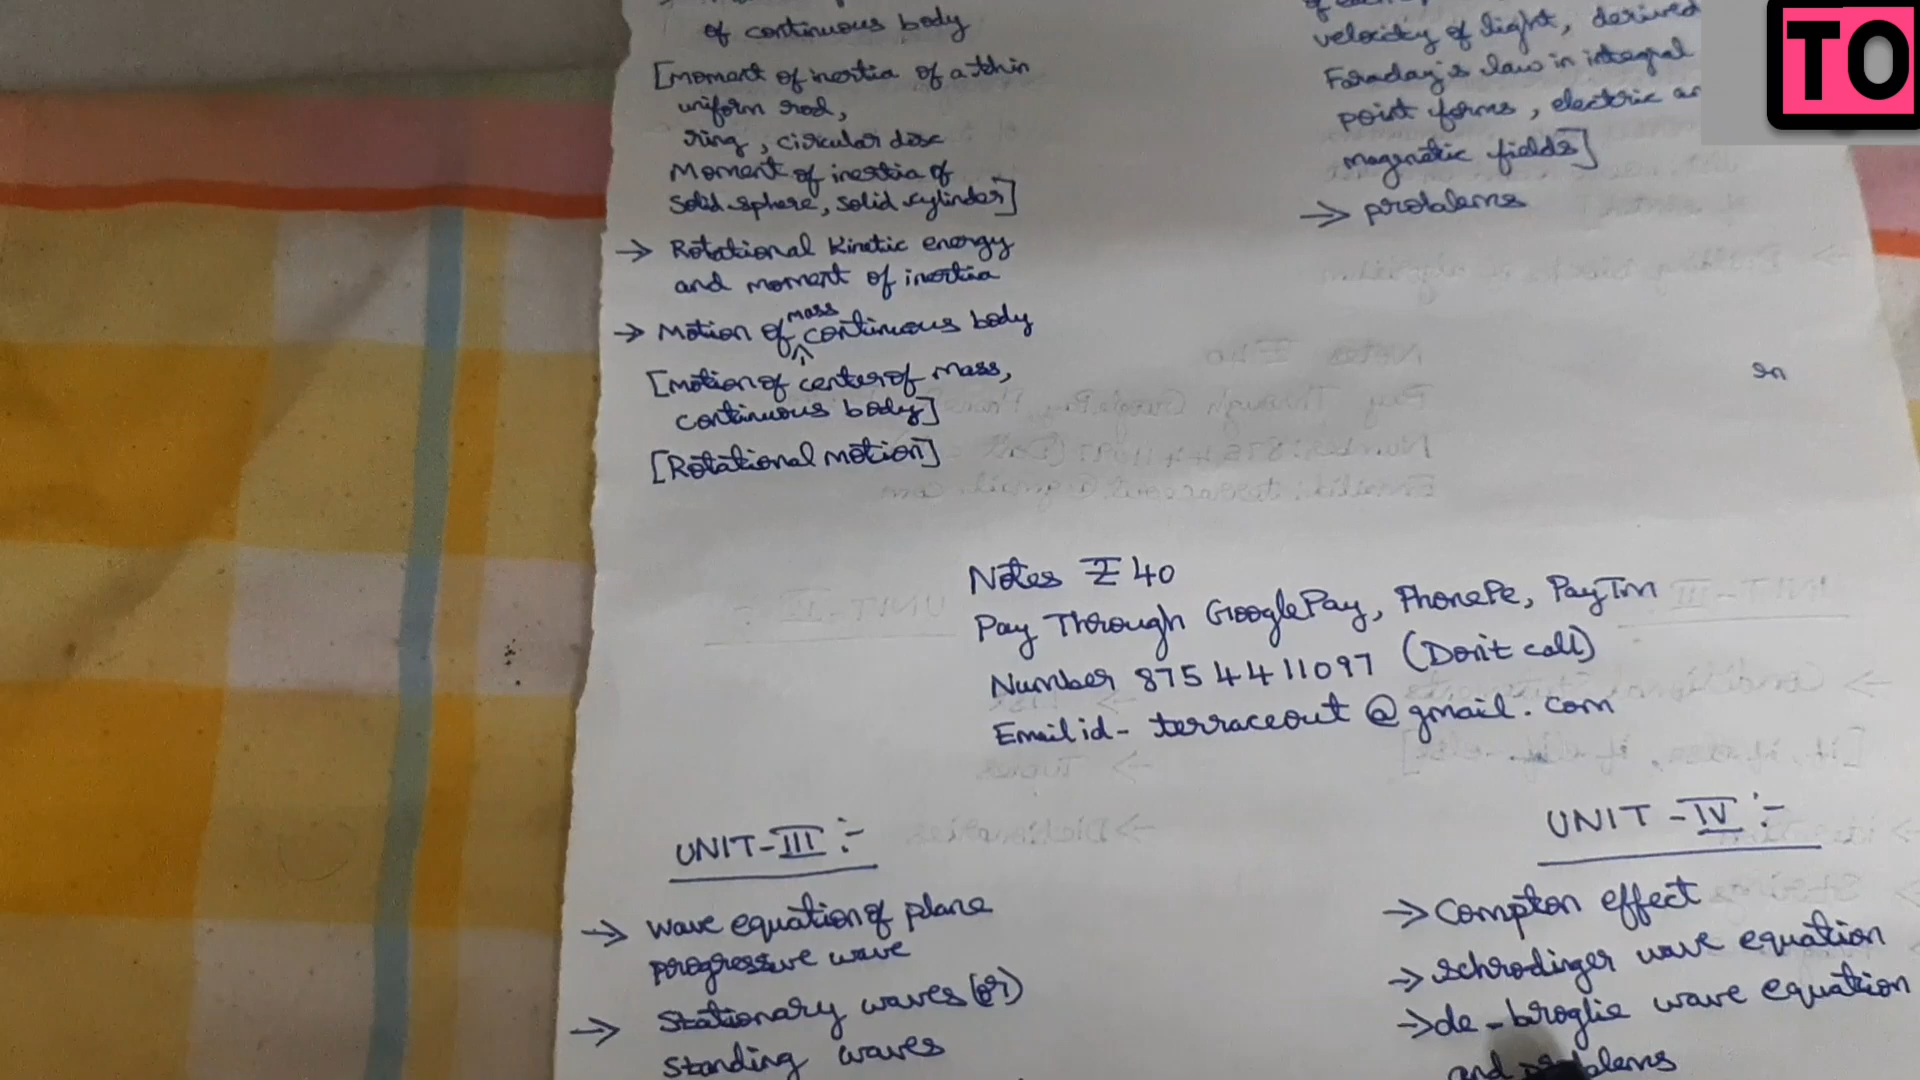 of continuous body
[Moment of inertia of a thin
uniform rod,
ring, circular disc
Moment of inertia of
solid sphere, solid cylinder]
→ Rotational Kinetic energy
and moment of inertia
→ Motion of mass continuous body
[Motion of center of mass,
continuous body]
[Rotational motion]
velocity of light, derived
Faraday's law in integral
point forms, electric an
magnetic fields]
→ problems
TO
Notes ₹ 40
Pay Through GooglePay, PhonePe, PayTm
Number 8754411097 (Don't call)
Email id - terraceout@gmail.com
UNIT-III :-
→ wave equation of plane
progressive wave
→ Stationary waves (or)
standing waves
UNIT-IV :-
→ Compton effect
→ schrodinger wave equation
→ de-broglie wave equation
and problems